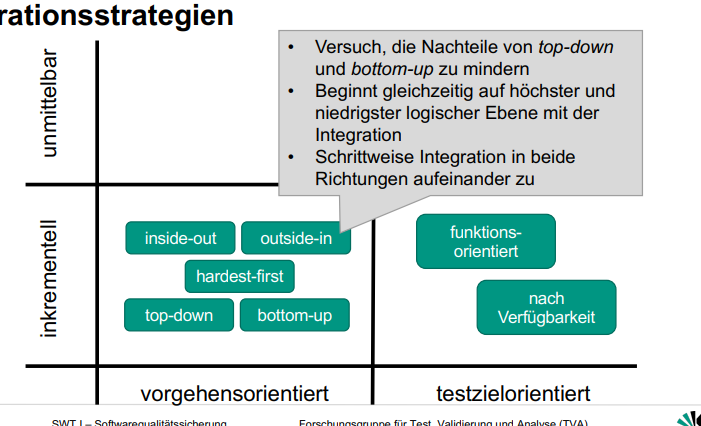 rationsstrategien
• Versuch, die Nachteile von top-down
und bottom-up zu mindern
• Beginnt gleichzeitig auf höchster und
niedrigster logischer Ebene mit der
Integration
• Schrittweise Integration in beide
Richtungen aufeinander zu
unmittelbar
inkrementell
inside-out
outside-in
hardest-first
top-down
bottom-up
funktions-
orientiert
nach
Verfügbarkeit
vorgehensorientiert
testzielorientiert
SWT I – Softwarequalitätssicherung
Forschungsgruppe für Test, Validierung und Analyse (TVA)